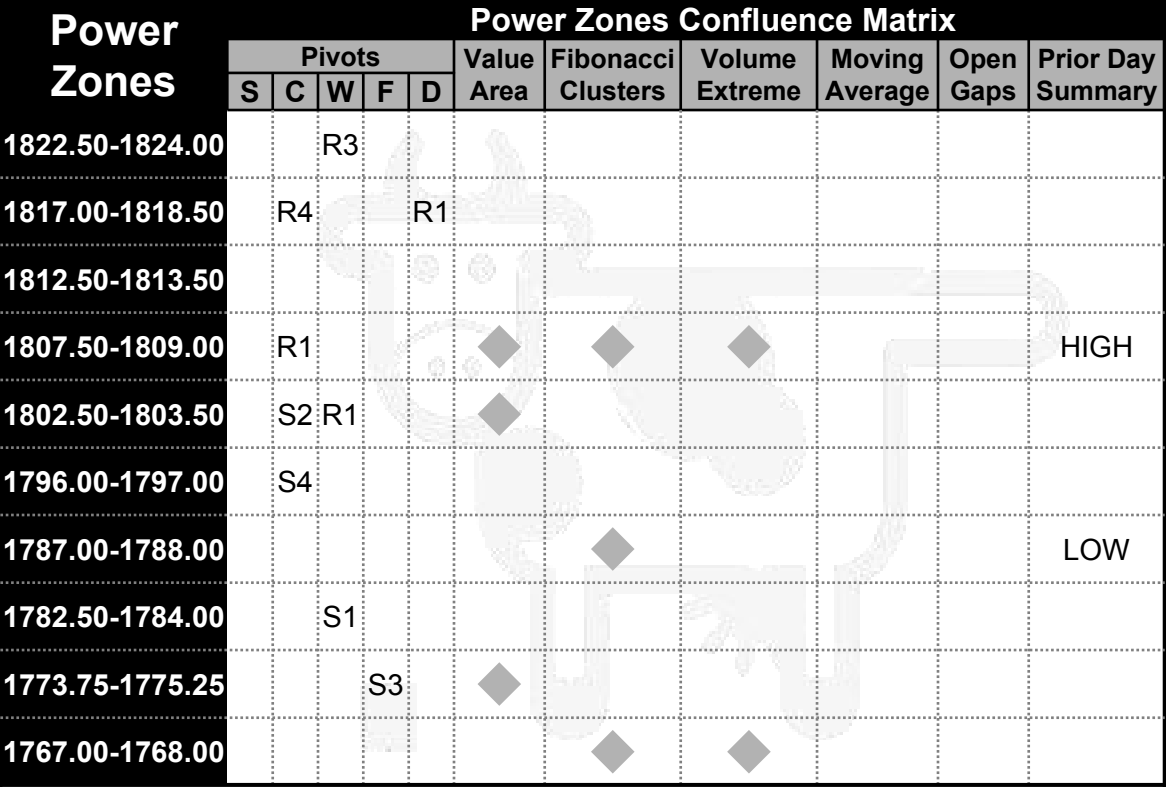 Power Zones
Power Zones Confluence Matrix
Pivots
Value Area
Fibonacci Clusters
Volume Extreme
Moving Average
Open Gaps
Prior Day Summary
S C W F D
1822.50-1824.00 R3
1817.00-1818.50 R4 R1
1812.50-1813.50
1807.50-1809.00 R1 HIGH
1802.50-1803.50 S2 R1
1796.00-1797.00 S4
1787.00-1788.00 LOW
1782.50-1784.00 S1
1773.75-1775.25 S3
1767.00-1768.00